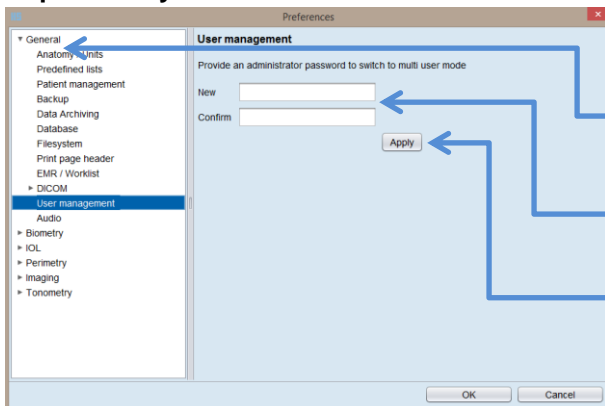 Preferences
General
Anatomy Units
Predefined lists
Patient management
Backup
Data Archiving
Database
Filesystem
Print page header
EMR / Worklist
DICOM
User management
Audio
Biometry
IOL
Perimetry
Imaging
Tonometry
User management
Provide an administrator password to switch to multi user mode
New
Confirm
Apply
OK
Cancel